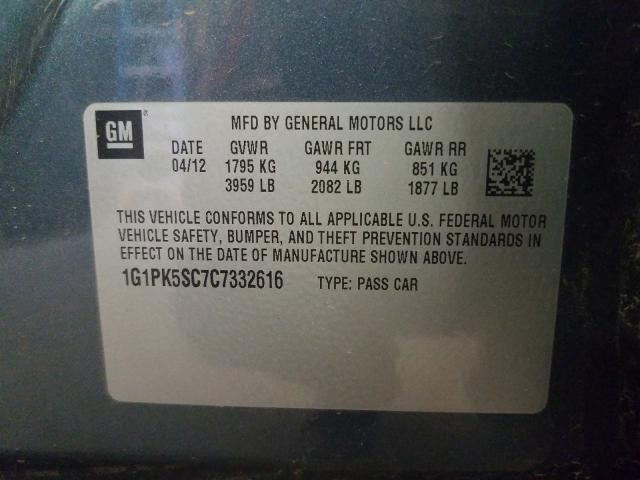 GM ® MFD BY GENERAL MOTORS LLC
DATE GVWR GAWR FRT GAWR RR
04/12 1795 KG 944 KG 851 KG
3959 LB 2082 LB 1877 LB
THIS VEHICLE CONFORMS TO ALL APPLICABLE U.S. FEDERAL MOTOR
VEHICLE SAFETY, BUMPER, AND THEFT PREVENTION STANDARDS IN
EFFECT ON THE DATE OF MANUFACTURE SHOWN ABOVE.
1G1PK5SC7C7332616 TYPE: PASS CAR